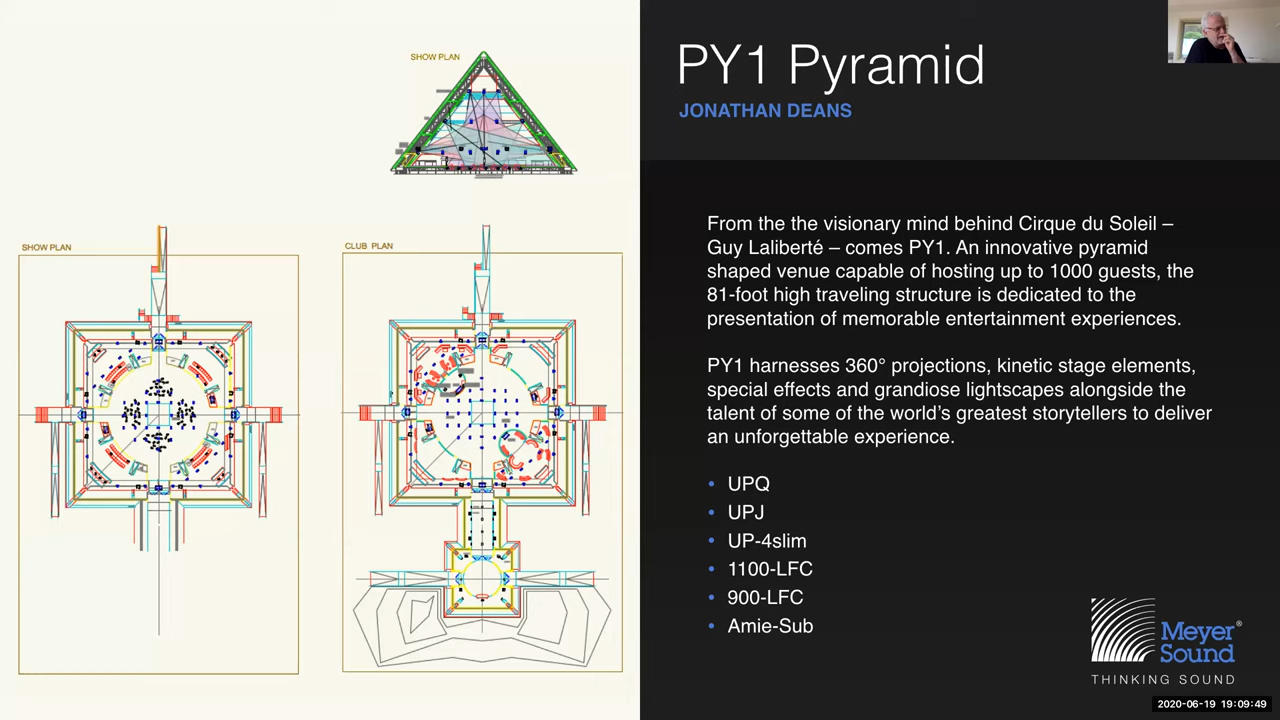 SHOW PLAN
SHOW PLAN
CLUB PLAN
PY1 Pyramid
JONATHAN DEANS
From the the visionary mind behind Cirque du Soleil –
Guy Laliberté – comes PY1. An innovative pyramid
shaped venue capable of hosting up to 1000 guests, the
81-foot high traveling structure is dedicated to the
presentation of memorable entertainment experiences.
PY1 harnesses 360° projections, kinetic stage elements,
special effects and grandiose lightscapes alongside the
talent of some of the world's greatest storytellers to deliver
an unforgettable experience.
• UPQ
• UPJ
• UP-4slim
• 1100-LFC
• 900-LFC
• Amie-Sub
Meyer®
Sound
THINKING SOUND
2020-06-19 19:09:49